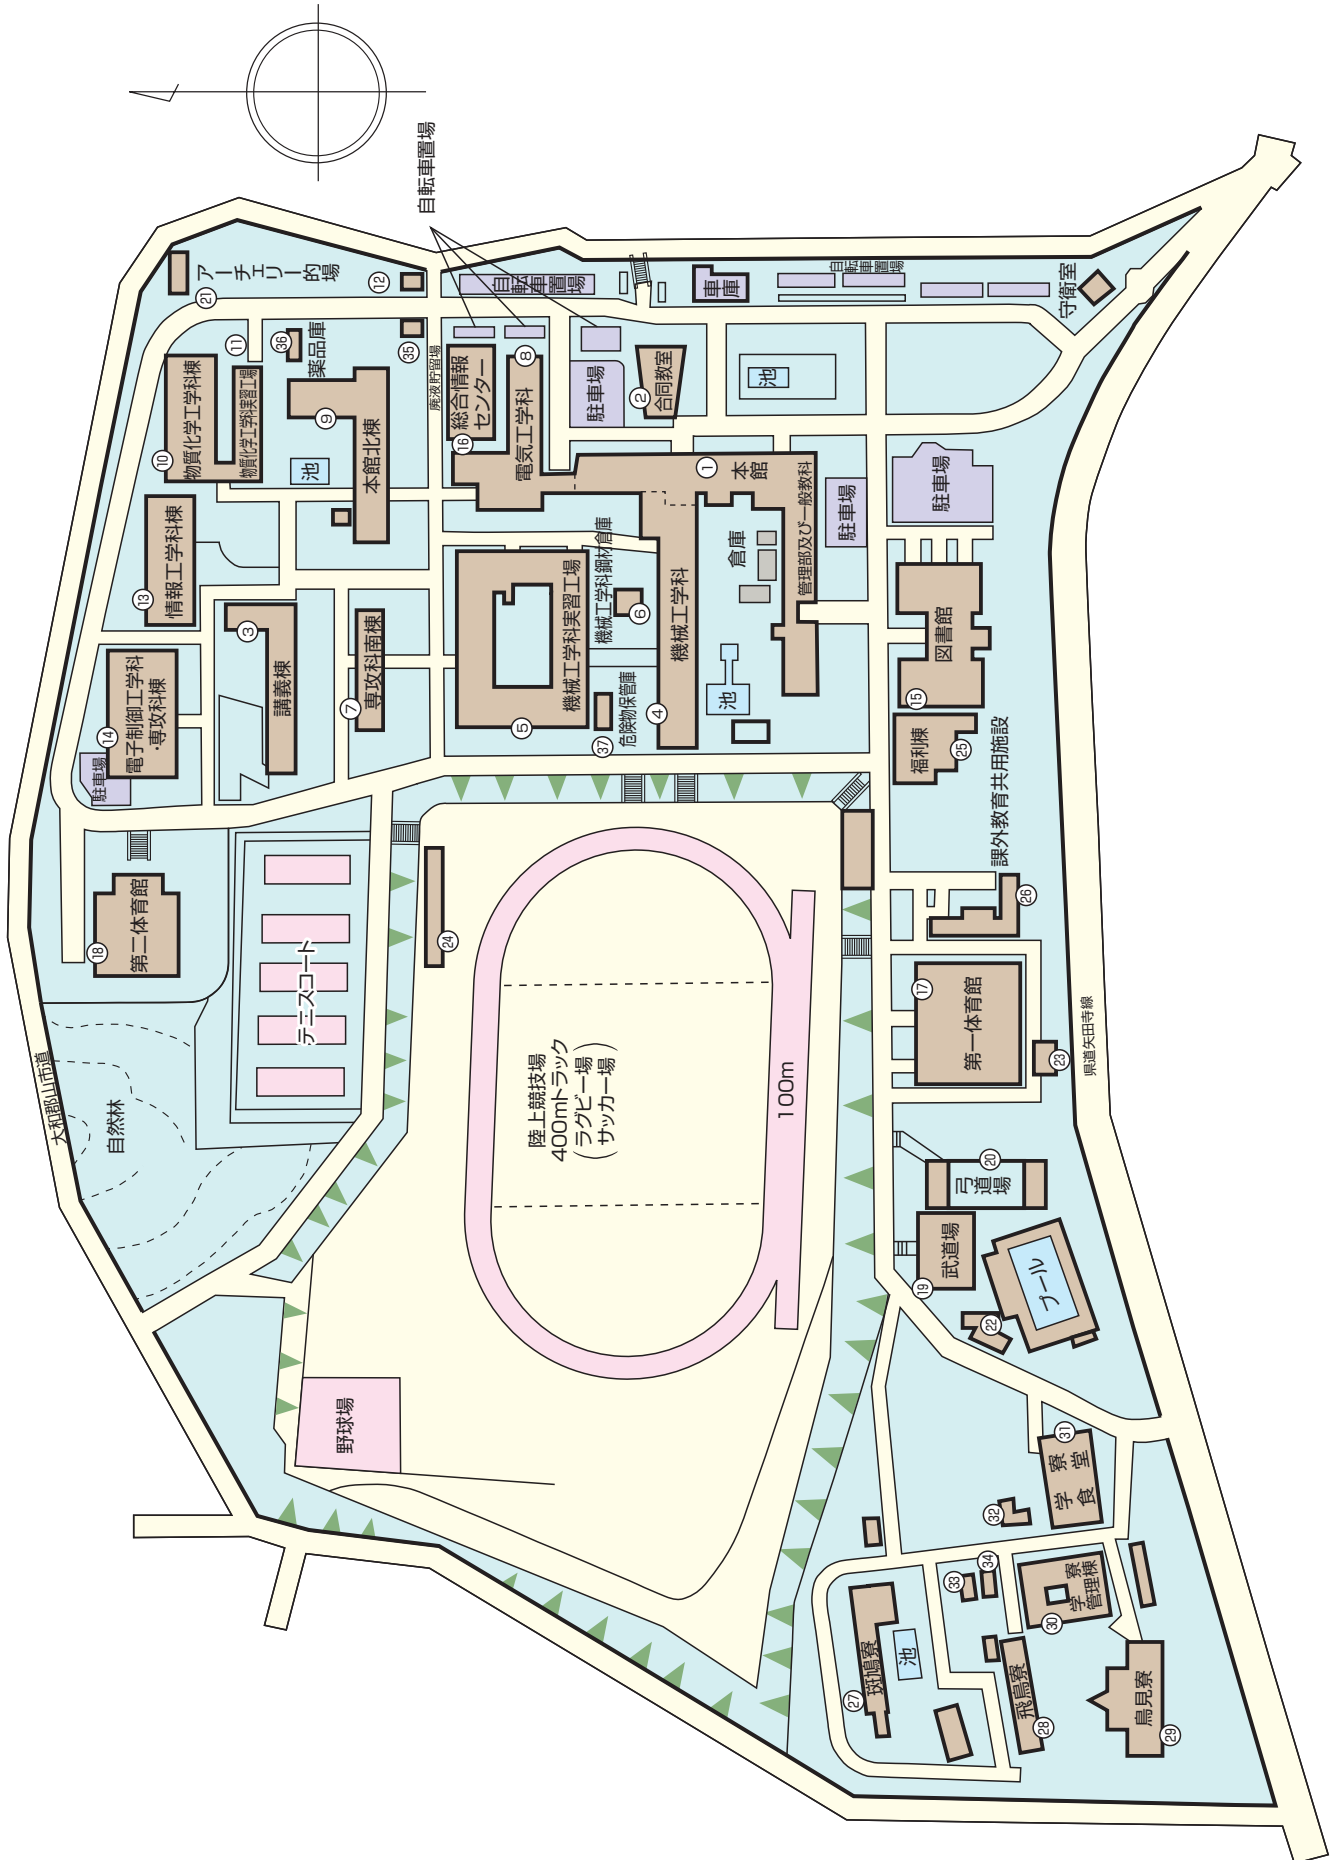 自転車置場
アーチェリー的場
㉑
⑫
⑪
㊱
薬品庫
㉟
廃液貯留場
自転車置場
車庫
自転車置場
守衛室
⑩
物質化学工学科棟
物質化学工学科実習工場
⑨
池
本館北棟
⑯
総合情報
センター
⑧
電気工学科
駐車場
②
合同教室
池
①
本館
管理部及び一般教科
駐車場
駐車場
⑬
情報工学科棟
③
講義棟
⑦
専攻科南棟
⑤
機械工学科実習工場
機械工学科鋼材倉庫
⑥
倉庫
機械工学科
④
㊲
危険物保管庫
池
図書館
⑮
福利棟
㉕
⑭
電子制御工学科
・専攻科棟
駐車場
⑱
第二体育館
テニスコート
㉔
課外教育共用施設
㉖
⑰
第一体育館
㉓
県道矢田寺線
大和郡山市道
自然林
陸上競技場
400mトラック
(ラグビー場)
(サッカー場)
100m
⑳
弓道場
武道場
⑲
プール
㉒
野球場
㉛
学寮
食堂
㉜
㉝
㉞
学寮
管理棟
㉚
斑鳩寮
㉗
池
飛鳥寮
㉘
鳥見寮
㉙